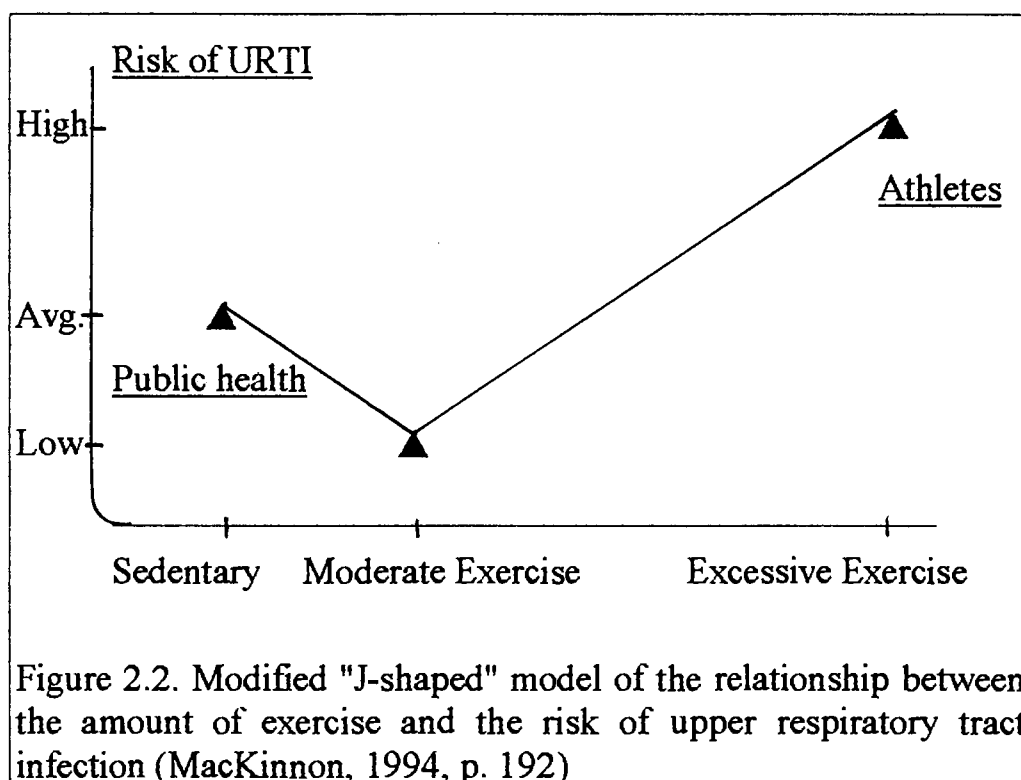 Risk of URTI
High
Athletes
Avg.
Public health
Low
Sedentary Moderate Exercise Excessive Exercise
Figure 2.2. Modified "J-shaped" model of the relationship between
the amount of exercise and the risk of upper respiratory tract
infection (MacKinnon, 1994, p. 192)